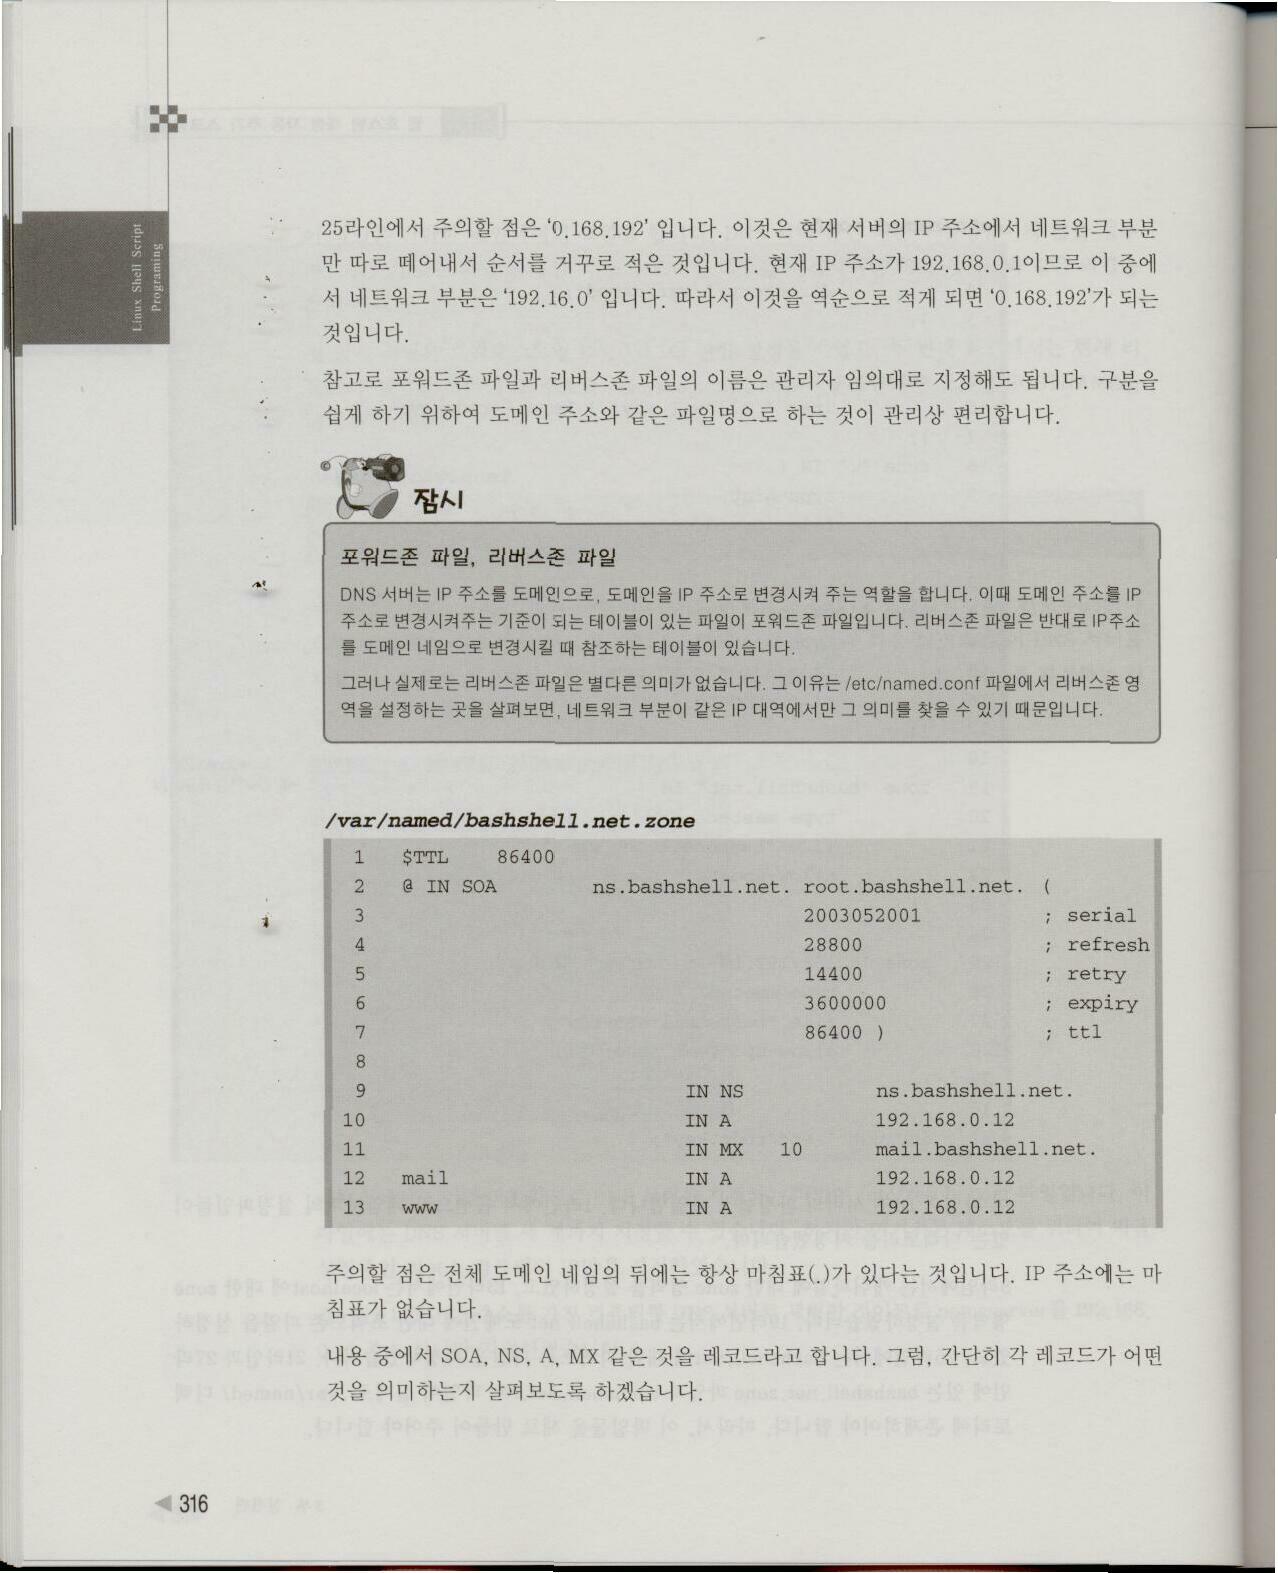 Linux Shell Script
Programing
25라인에서 주의할 점은 ‘0.168.192’ 입니다. 이것은 현재 서버의 IP 주소에서 네트워크 부분
만 따로 떼어내서 순서를 거꾸로 적은 것입니다. 현재 IP 주소가 192.168.0.1이므로 이 중에
서 네트워크 부분은 ‘192.16.0’ 입니다. 따라서 이것을 역순으로 적게 되면 ‘0.168.192’가 되는
것입니다.
참고로 포워드존 파일과 리버스존 파일의 이름은 관리자 임의대로 지정해도 됩니다. 구분을
쉽게 하기 위하여 도메인 주소와 같은 파일명으로 하는 것이 관리상 편리합니다.
잠시
포워드존 파일, 리버스존 파일
DNS 서버는 IP 주소를 도메인으로, 도메인을 IP 주소로 변경시켜 주는 역할을 합니다. 이때 도메인 주소를 IP
주소로 변경시켜주는 기준이 되는 테이블이 있는 파일이 포워드존 파일입니다. 리버스존 파일은 반대로 IP주소
를 도메인 네임으로 변경시킬 때 참조하는 테이블이 있습니다.
그러나 실제로는 리버스존 파일은 별다른 의미가 없습니다. 그 이유는 /etc/named.conf 파일에서 리버스존 영
역을 설정하는 곳을 살펴보면, 네트워크 부분이 같은 IP 대역에서만 그 의미를 찾을 수 있기 때문입니다.
/var/named/bashshell.net.zone
1 $TTL 86400
2 @ IN SOA ns.bashshell.net. root.bashshell.net. (
3 2003052001 ; serial
4 28800 ; refresh
5 14400 ; retry
6 3600000 ; expiry
7 86400 ) ; ttl
8
9 IN NS ns.bashshell.net.
10 IN A 192.168.0.12
11 IN MX 10 mail.bashshell.net.
12 mail IN A 192.168.0.12
13 www IN A 192.168.0.12
주의할 점은 전체 도메인 네임의 뒤에는 항상 마침표(.)가 있다는 것입니다. IP 주소에는 마
침표가 없습니다.
내용 중에서 SOA, NS, A, MX 같은 것을 레코드라고 합니다. 그럼, 간단히 각 레코드가 어떤
것을 의미하는지 살펴보도록 하겠습니다.
◀ 316